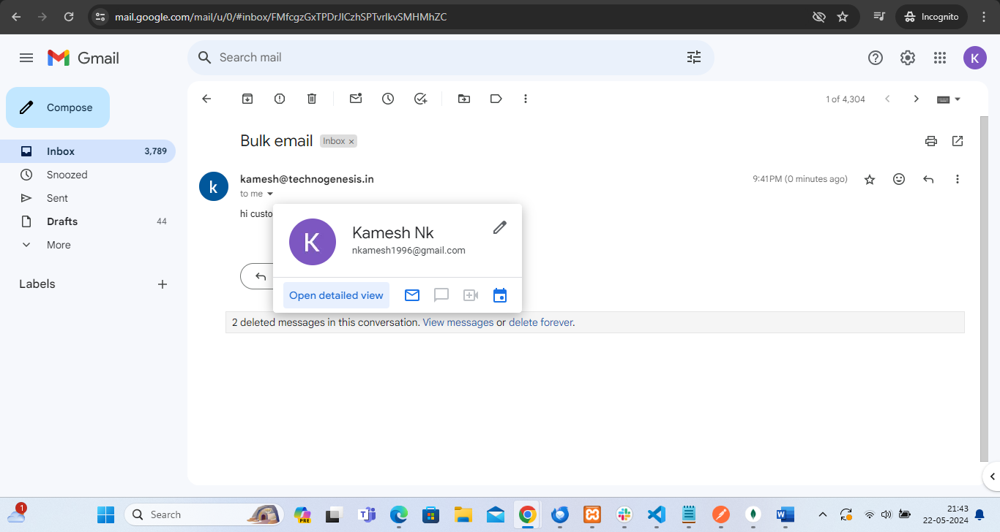 mail.google.com/mail/u/0/#inbox/FMfcgzGxTPDrJlCzhSPTvrlkvSMHMhZC
Incognito
Gmail
Search mail
K
Compose
1 of 4,304
Bulk email
Inbox ×
Inbox 3,789
Snoozed
Sent
Drafts 44
More
Labels
k
kamesh@technogenesis.in
9:41 PM (0 minutes ago)
to me
hi custo
K
Kamesh Nk
nkamesh1996@gmail.com
Open detailed view
2 deleted messages in this conversation. View messages or delete forever.
1
Search
PRE
21:43
22-05-2024